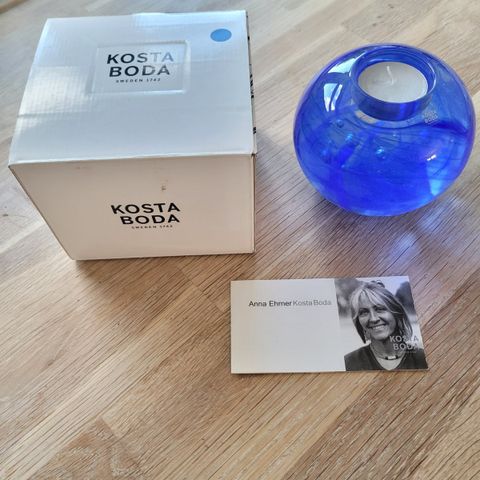 KOSTA
BODA
SWEDEN 1742
KOSTA
BODA
SWEDEN 1742
Anna Ehrner Kosta Boda
KOSTA
BODA